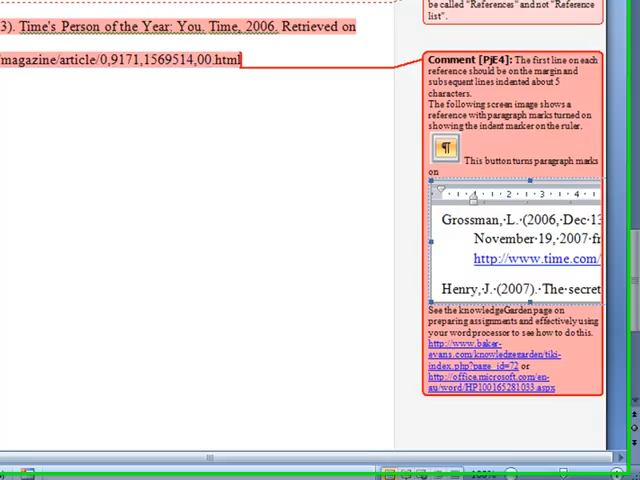 be called "References" and not "Reference
list".
3). Time's Person of the Year: You. Time, 2006. Retrieved on
/magazine/article/0,9171,1569514,00.html
Comment [PjE4]: The first line on each
reference should be on the margin and
subsequent lines indented about 5
characters.
The following screen image shows a
reference with paragraph marks turned on
showing the indent marker on the ruler.
¶ This button turns paragraph marks
on
1 · 2 · 3 · 4
Grossman,·L.·(2006,·Dec·13
November·19,·2007·fr
http://www.time.com/
Henry,·J.·(2007).·The·secret
See the knowledgeGarden page on
preparing assignments and effectively using
your word processor to see how to do this.
http://www.baker-
evans.com/knowledgegarden/tiki-
index.php?page_id=72 or
http://office.microsoft.com/en-
au/word/HP100165281033.aspx